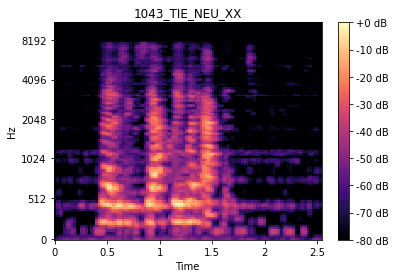 1043_TIE_NEU_XX
+0 dB
8192
-10 dB
4096
-20 dB
-30 dB
2048
Hz
-40 dB
1024
-50 dB
512
-60 dB
-70 dB
0
-80 dB
0 0.5 1 1.5 2 2.5
Time